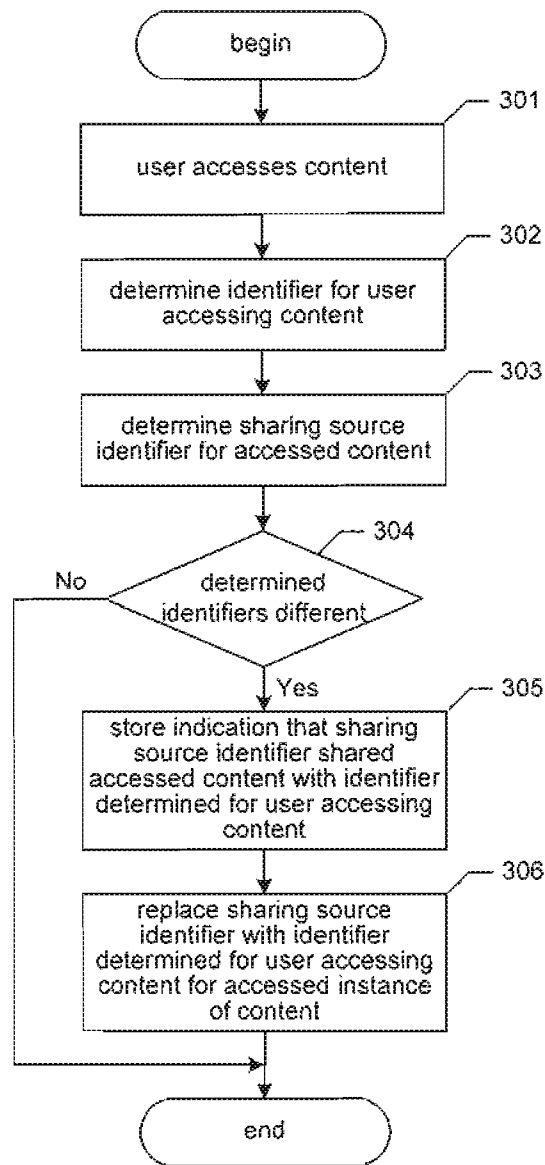 begin
301
user accesses content
302
determine identifier for user
accessing content
303
determine sharing source
identifier for accessed content
304
No
determined
identifiers different
Yes
305
store indication that sharing
source identifier shared
accessed content with identifier
determined for user accessing
content
306
replace sharing source
identifier with identifier
determined for user accessing
content for accessed instance
of content
end